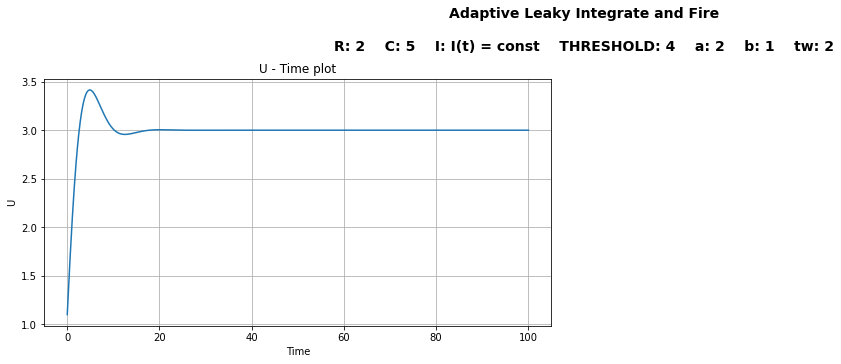 Adaptive Leaky Integrate and Fire
R: 2    C: 5    I: I(t) = const    THRESHOLD: 4    a: 2    b: 1    tw: 2
U - Time plot
3.5
3.0
2.5
2.0
1.5
1.0
U
0 20 40 60 80 100
Time